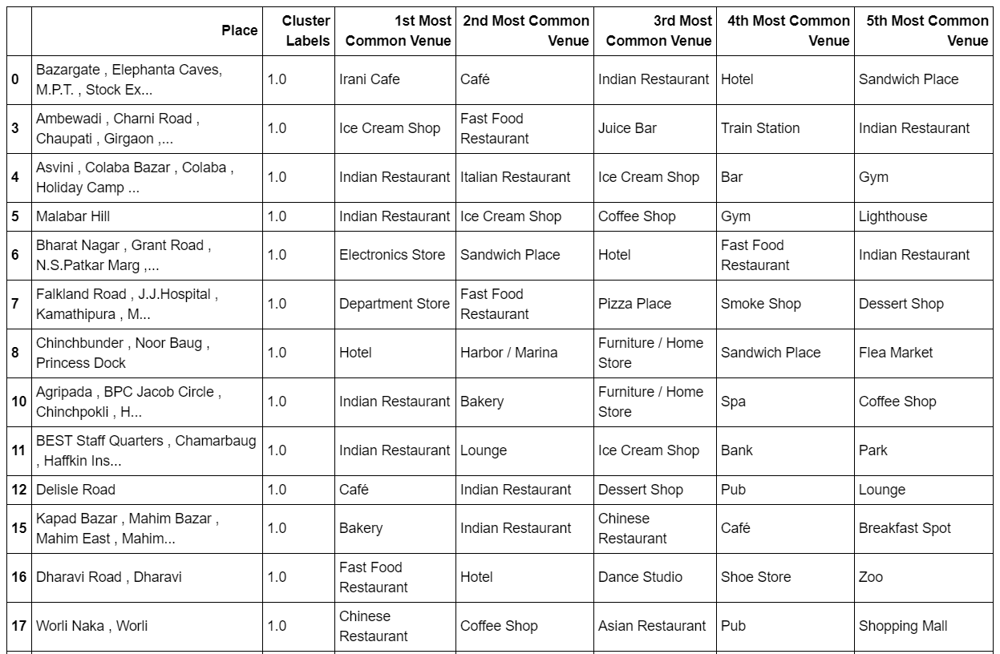 Place Cluster Labels 1st Most Common Venue 2nd Most Common Venue 3rd Most Common Venue 4th Most Common Venue 5th Most Common Venue
0 Bazargate , Elephanta Caves, M.P.T. , Stock Ex... 1.0 Irani Cafe Café Indian Restaurant Hotel Sandwich Place
3 Ambewadi , Charni Road , Chaupati , Girgaon ,... 1.0 Ice Cream Shop Fast Food Restaurant Juice Bar Train Station Indian Restaurant
4 Asvini , Colaba Bazar , Colaba , Holiday Camp ... 1.0 Indian Restaurant Italian Restaurant Ice Cream Shop Bar Gym
5 Malabar Hill 1.0 Indian Restaurant Ice Cream Shop Coffee Shop Gym Lighthouse
6 Bharat Nagar , Grant Road , N.S.Patkar Marg ,... 1.0 Electronics Store Sandwich Place Hotel Fast Food Restaurant Indian Restaurant
7 Falkland Road , J.J.Hospital , Kamathipura , M... 1.0 Department Store Fast Food Restaurant Pizza Place Smoke Shop Dessert Shop
8 Chinchbunder , Noor Baug , Princess Dock 1.0 Hotel Harbor / Marina Furniture / Home Store Sandwich Place Flea Market
10 Agripada , BPC Jacob Circle , Chinchpokli , H... 1.0 Indian Restaurant Bakery Furniture / Home Store Spa Coffee Shop
11 BEST Staff Quarters , Chamarbaug , Haffkin Ins... 1.0 Indian Restaurant Lounge Ice Cream Shop Bank Park
12 Delisle Road 1.0 Café Indian Restaurant Dessert Shop Pub Lounge
15 Kapad Bazar , Mahim Bazar , Mahim East , Mahim... 1.0 Bakery Indian Restaurant Chinese Restaurant Café Breakfast Spot
16 Dharavi Road , Dharavi 1.0 Fast Food Restaurant Hotel Dance Studio Shoe Store Zoo
17 Worli Naka , Worli 1.0 Chinese Restaurant Coffee Shop Asian Restaurant Pub Shopping Mall